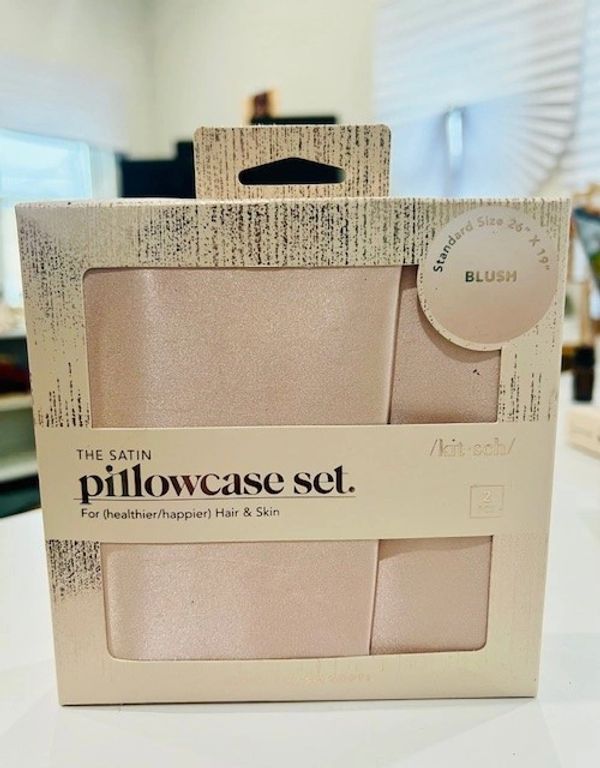 Standard Size 26" X 19"
BLUSH
THE SATIN
/kit·sch/
pillowcase set.
For (healthier/happier) Hair & Skin
2